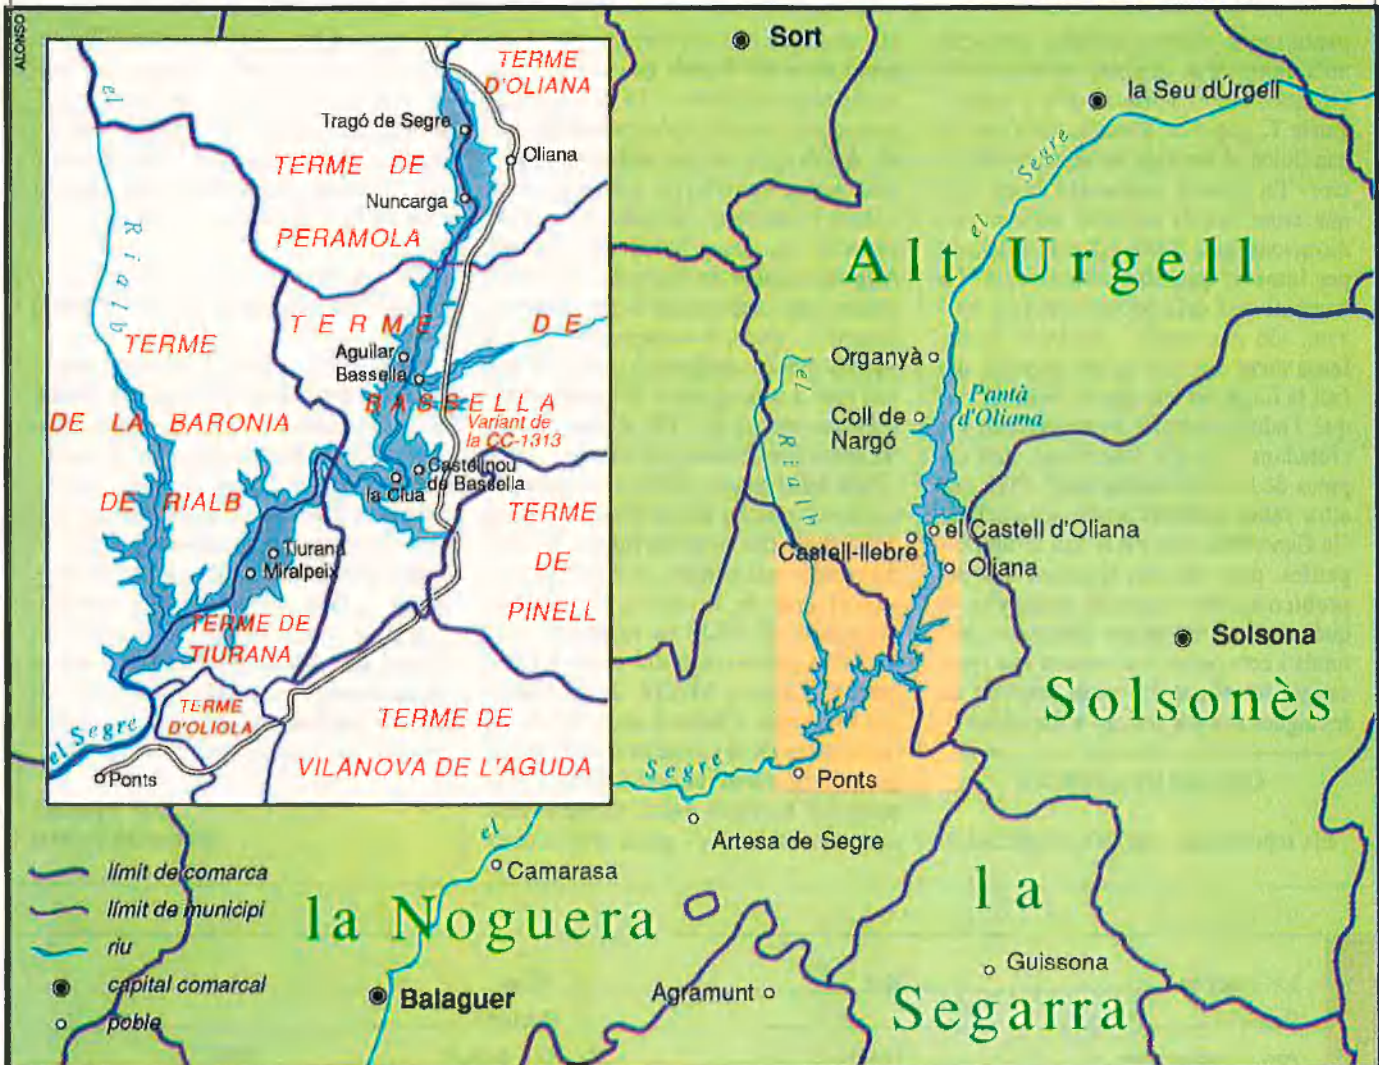 ALONSO
Sort
la Seu dÚrgell
el Segre
Alt Urgell
Organyà
Pantà
d'Oliana
Coll de
Nargó
el Rialb
el Castell d'Oliana
Castell-llebre
Oliana
Solsona
Solsonès
Segre
Ponts
Artesa de Segre
el
Camarasa
la Noguera
Balaguer
Agramunt
la
Segarra
Guissona
TERME
D'OLIANA
Tragó de Segre
Oliana
TERME DE
PERAMOLA
Nuncarga
el Rialb
TERME DE
BASSELLA
Aguilar
Bassella
Variant de
la CC-1313
TERME
DE LA BARONIA
DE RIALB
Castellnou
de Bassella
la Clua
TERME
DE
PINELL
Tiurana
Miralpeix
TERME DE
TIURANA
TERME
D'OLIOLA
TERME DE
VILANOVA DE L'AGUDA
el Segre
Ponts
límit de comarca
límit de municipi
riu
capital comarcal
poble